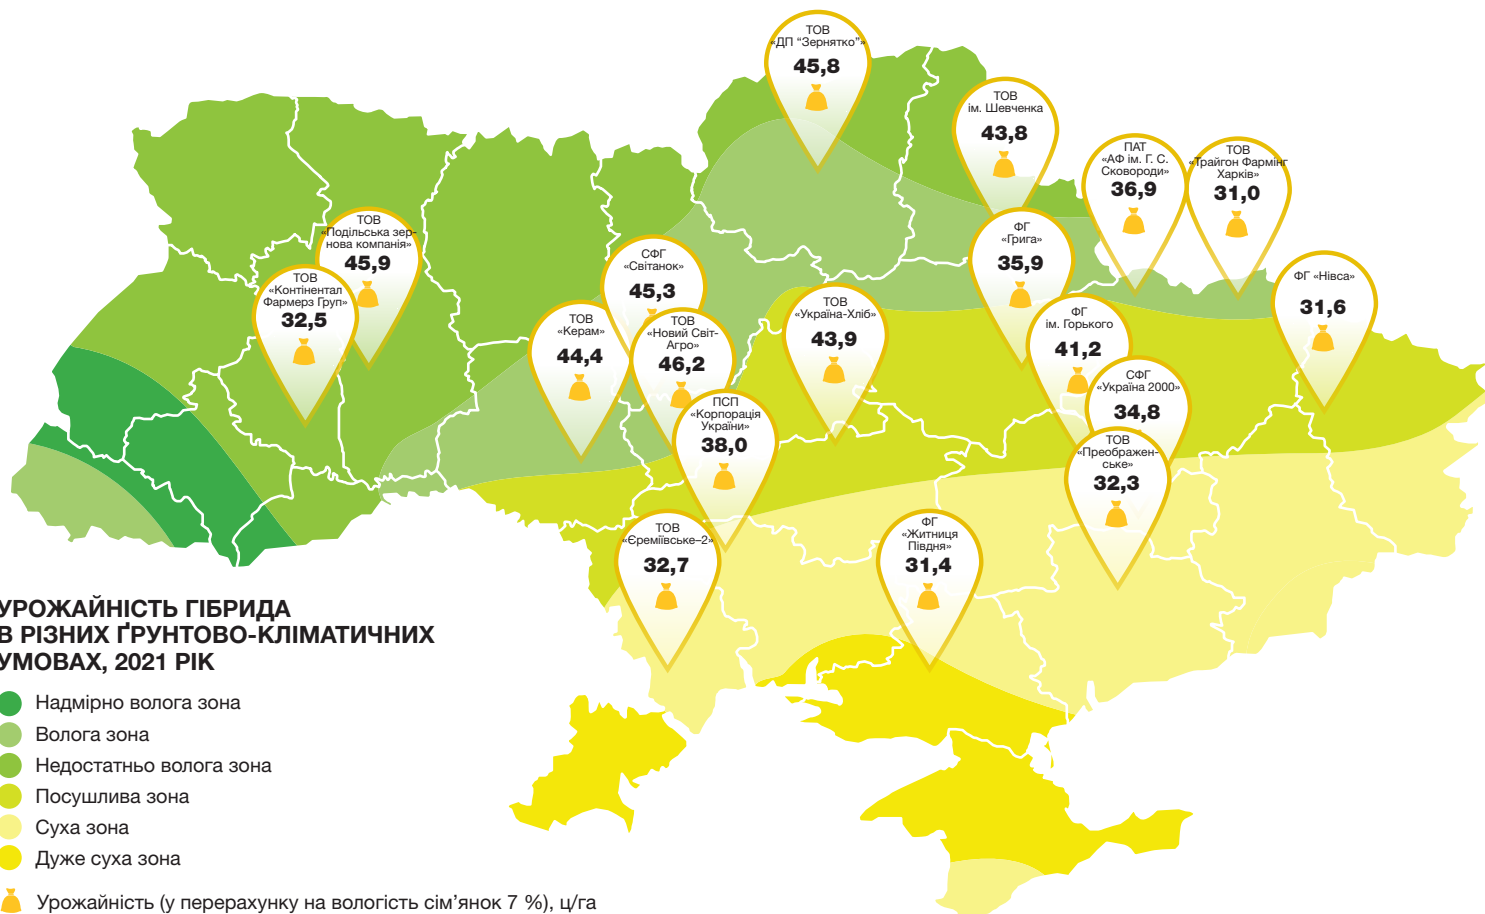 ТОВ
«ДП “Зернятко”»
45,8
ТОВ
ім. Шевченка
43,8
ПАТ
«АФ ім. Г. С.
Сковороди»
36,9
ТОВ
«Трайгон Фармінг
Харків»
31,0
ТОВ
«Подільська зер-
нова компанія»
45,9
ТОВ
«Контінентал
Фармерз Груп»
32,5
СФГ
«Світанок»
45,3
ФГ
«Грига»
35,9
ФГ «Нівса»
31,6
ТОВ
«Керам»
44,4
ТОВ
«Новий Світ-
Агро»
46,2
ТОВ
«Україна-Хліб»
43,9
ФГ
ім. Горького
41,2
СФГ
«Україна 2000»
34,8
ПСП
«Корпорація
України»
38,0
ТОВ
«Преображен-
ське»
32,3
ТОВ
«Єреміївське–2»
32,7
ФГ
«Житниця
Півдня»
31,4
УРОЖАЙНІСТЬ ГІБРИДА
В РІЗНИХ ҐРУНТОВО-КЛІМАТИЧНИХ
УМОВАХ, 2021 РІК
Надмірно волога зона
Волога зона
Недостатньо волога зона
Посушлива зона
Суха зона
Дуже суха зона
Урожайність (у перерахунку на вологість сім’янок 7 %), ц/га